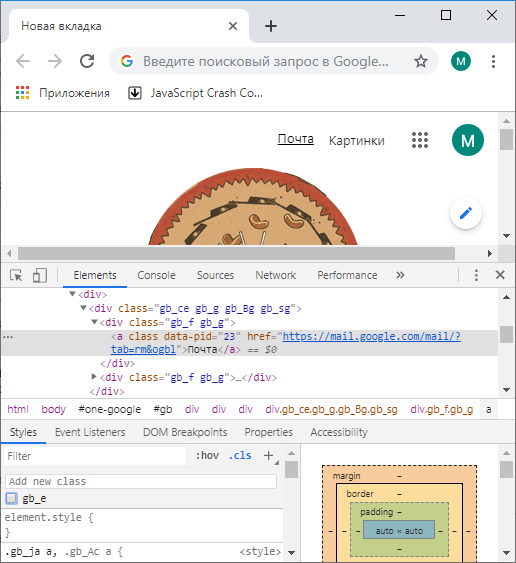 Новая вкладка
Введите поисковый запрос в Google...
M
Приложения
JavaScript Crash Co...
Почта
Картинки
M
Elements Console Sources Network Performance »
▼<div>
▼<div class="gb_ce gb_g gb_Bg gb_sg">
▼<div class="gb_f gb_g">
… <a class data-pid="23" href="https://mail.google.com/mail/?
tab=rm&ogbl">Почта</a> == $0
</div>
▶<div class="gb_f gb_g">…</div>
</div>
html body #one-google #gb div div div div.gb_ce.gb_g.gb_Bg.gb_sg div.gb_f.gb_g a
Styles Event Listeners DOM Breakpoints Properties Accessibility
Filter :hov .cls +
Add new class
gb_e
element.style {
}
.gb_ja a, .gb_Ac a { <style>
margin –
border –
padding –
– – – auto × auto – – –
–